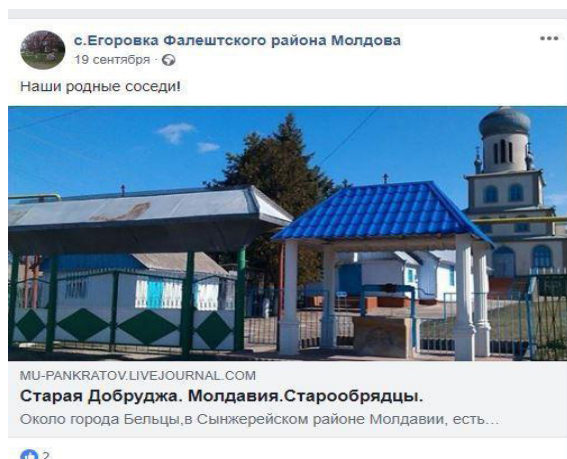 с.Егоровка Фалештского района Молдова
19 сентября ·
Наши родные соседи!
MU-PANKRATOV.LIVEJOURNAL.COM
Старая Добруджа. Молдавия.Старообрядцы.
Около города Бельцы,в Сынжерейском районе Молдавии, есть...
2